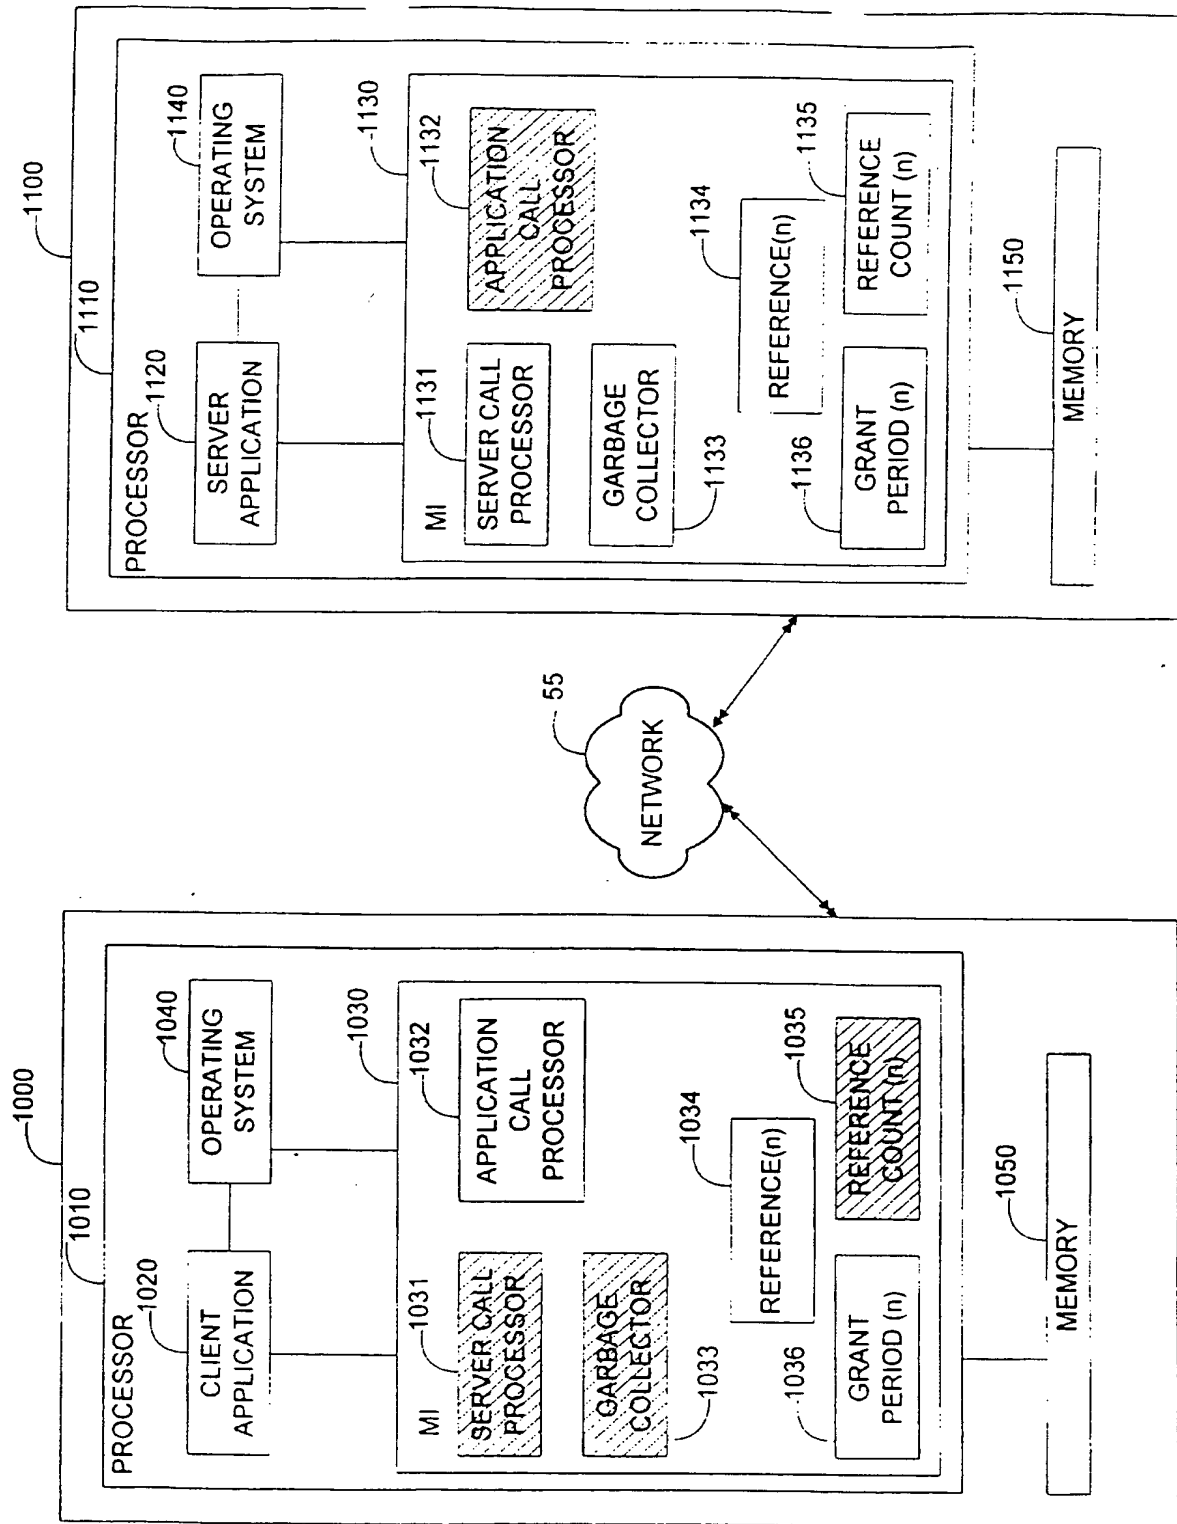 1000
1010
PROCESSOR
1020
CLIENT
APPLICATION
1040
OPERATING
SYSTEM
1030
MI
1031
SERVER CALL
PROCESSOR
1032
APPLICATION
CALL
PROCESSOR
GARBAGE
COLLECTOR
1033
1034
REFERENCE(n)
1036
GRANT
PERIOD (n)
1035
REFERENCE
COUNT (n)
1050
MEMORY
55
NETWORK
1100
1110
PROCESSOR
1120
SERVER
APPLICATION
1140
OPERATING
SYSTEM
1130
MI
1131
SERVER CALL
PROCESSOR
1132
APPLICATION
CALL
PROCESSOR
GARBAGE
COLLECTOR
1133
1134
REFERENCE(n)
1136
GRANT
PERIOD (n)
1135
REFERENCE
COUNT (n)
1150
MEMORY